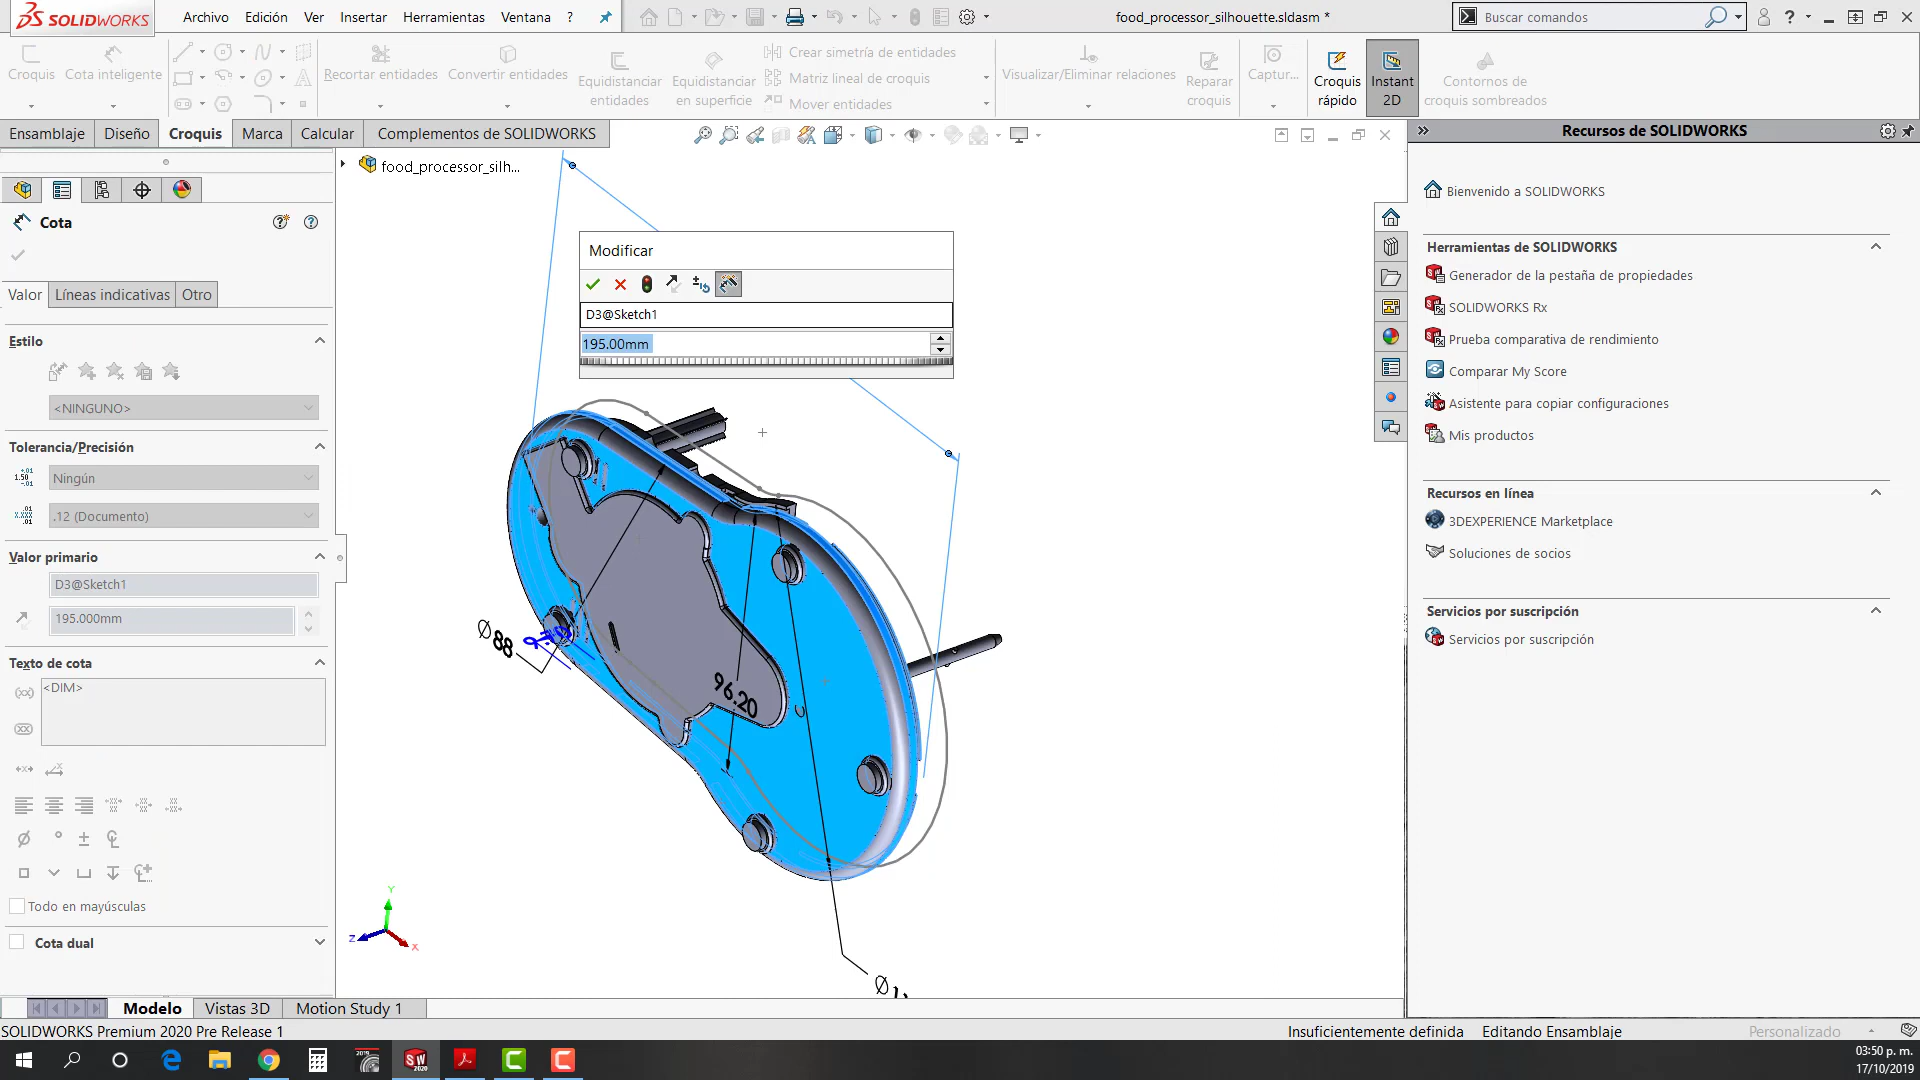 SOLIDWORKS
Archivo Edición Ver Insertar Herramientas Ventana ?
food_processor_silhouette.sldasm *
Buscar comandos
Croquis
Cota inteligente
Recortar entidades
Convertir entidades
Equidistanciar entidades
Equidistanciar en superficie
Crear simetría de entidades
Matriz lineal de croquis
Mover entidades
Visualizar/Eliminar relaciones
Reparar croquis
Captur...
Croquis rápido
Instant 2D
Contornos de croquis sombreados
Ensamblaje Diseño Croquis Marca Calcular Complementos de SOLIDWORKS
Recursos de SOLIDWORKS
food_processor_silh...
Cota
Valor Líneas indicativas Otro
Estilo
<NINGUNO>
Tolerancia/Precisión
Ningún
.12 (Documento)
Valor primario
D3@Sketch1
195.000mm
Texto de cota
<DIM>
Todo en mayúsculas
Cota dual
Modificar
D3@Sketch1
195.00mm
Ø88
96.20
Y
Z
X
Bienvenido a SOLIDWORKS
Herramientas de SOLIDWORKS
Generador de la pestaña de propiedades
SOLIDWORKS Rx
Prueba comparativa de rendimiento
Comparar My Score
Asistente para copiar configuraciones
Mis productos
Recursos en línea
3DEXPERIENCE Marketplace
Soluciones de socios
Servicios por suscripción
Servicios por suscripción
Modelo Vistas 3D Motion Study 1
SOLIDWORKS Premium 2020 Pre Release 1
Insuficientemente definida Editando Ensamblaje Personalizado
03:50 p. m.
17/10/2019